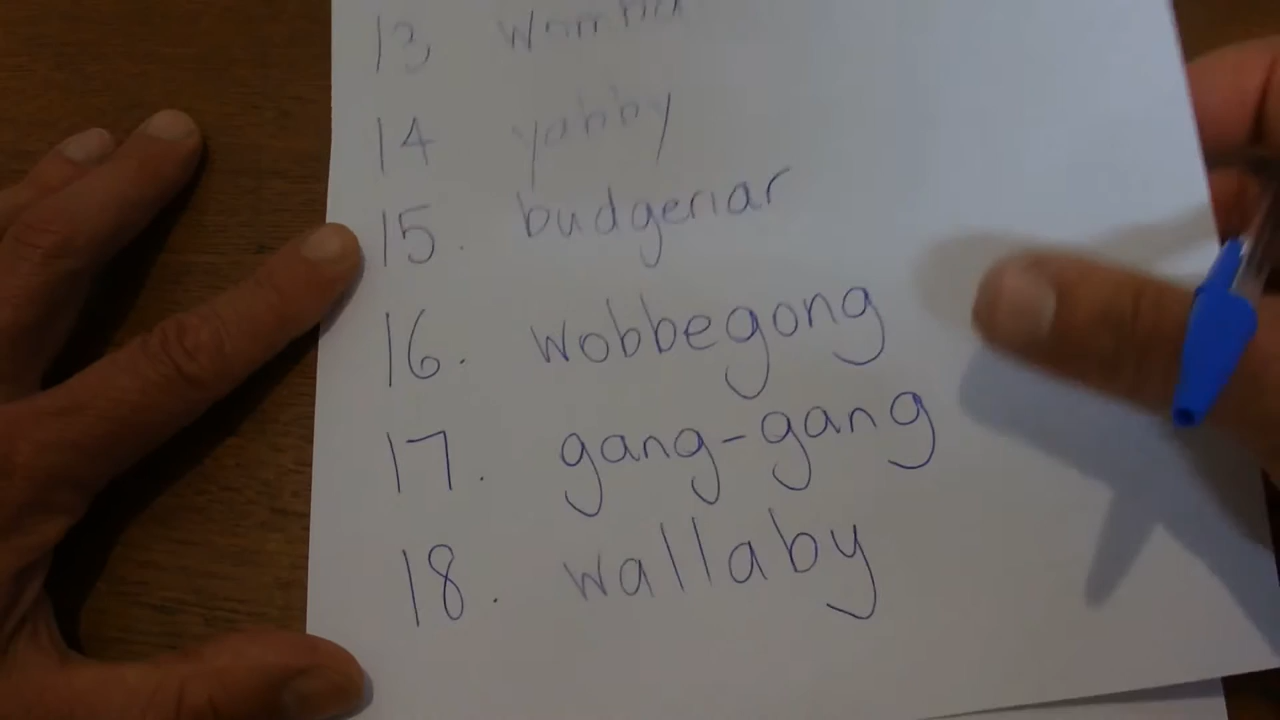 13
14 yabby
15. budgeriar
16. wobbegong
17. gang-gang
18. wallaby